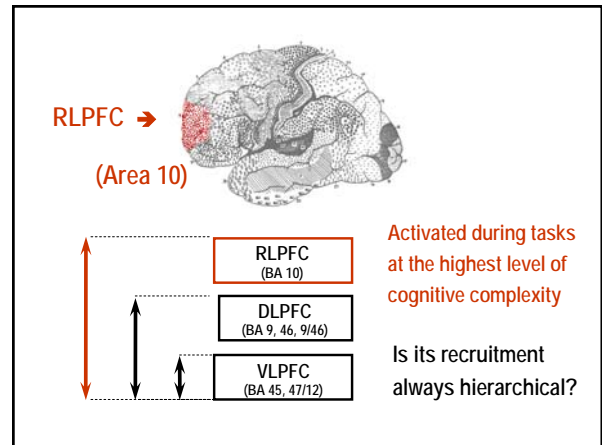 RLPFC ➔
(Area 10)
RLPFC
(BA 10)
DLPFC
(BA 9, 46, 9/46)
VLPFC
(BA 45, 47/12)
Activated during tasks
at the highest level of
cognitive complexity
Is its recruitment
always hierarchical?